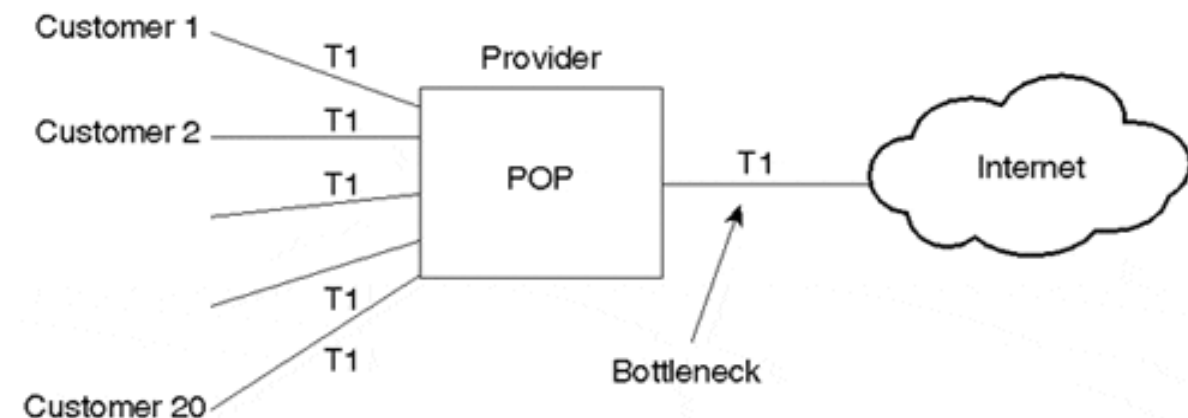 Customer 1
T1
Provider
Customer 2
T1
T1
POP
T1
Internet
T1
T1
Bottleneck
Customer 20